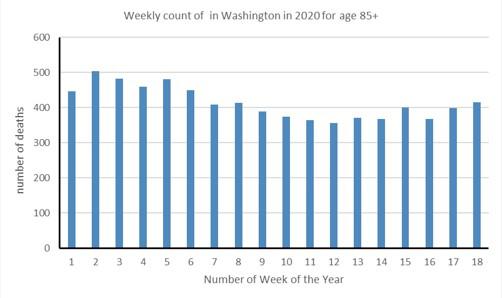 Weekly count of  in Washington in 2020 for age 85+
600
500
400
300
200
100
0
number of deaths
1 2 3 4 5 6 7 8 9 10 11 12 13 14 15 16 17 18
Number of Week of the Year